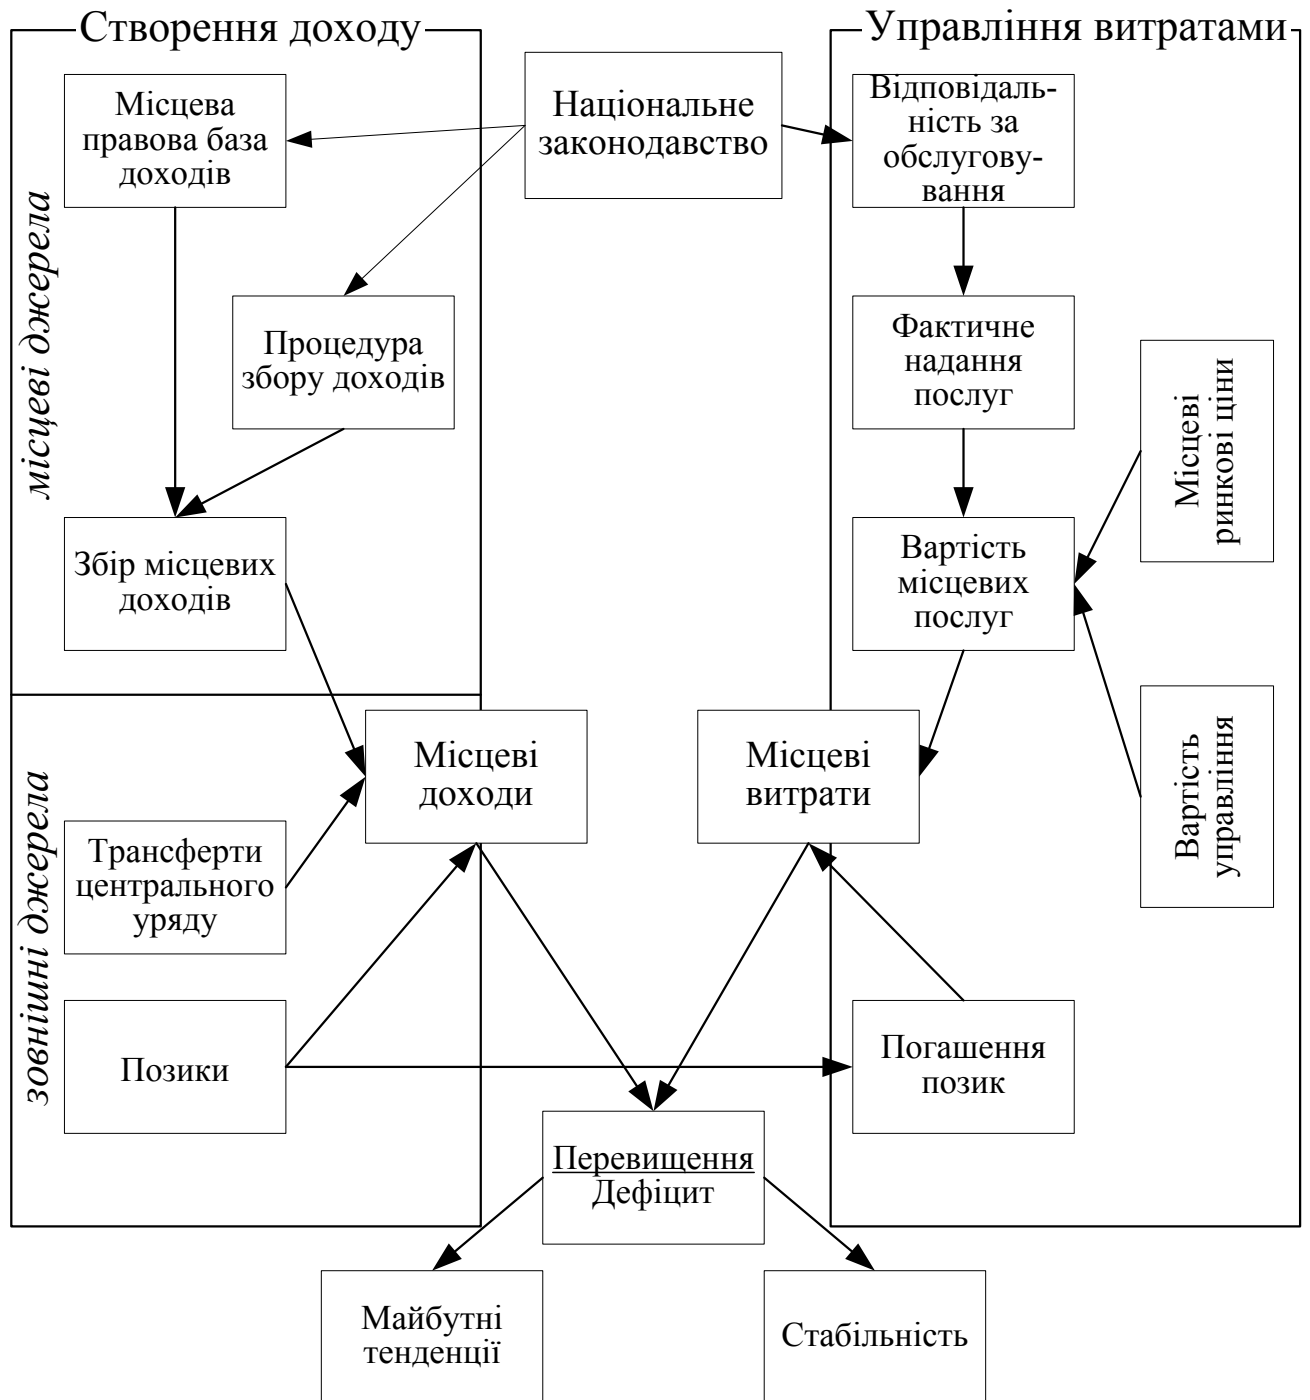 Створення доходу
Управління витратами
Місцева
правова база
доходів
Національне
законодавство
Відповідаль-
ність за
обслугову-
вання
місцеві джерела
Процедура
збору доходів
Фактичне
надання
послуг
Місцеві
ринкові ціни
Збір місцевих
доходів
Вартість
місцевих
послуг
Місцеві
доходи
Місцеві
витрати
Вартість
управління
зовнішні джерела
Трансферти
центрального
уряду
Позики
Погашення
позик
Перевищення
Дефіцит
Майбутні
тенденції
Стабільність